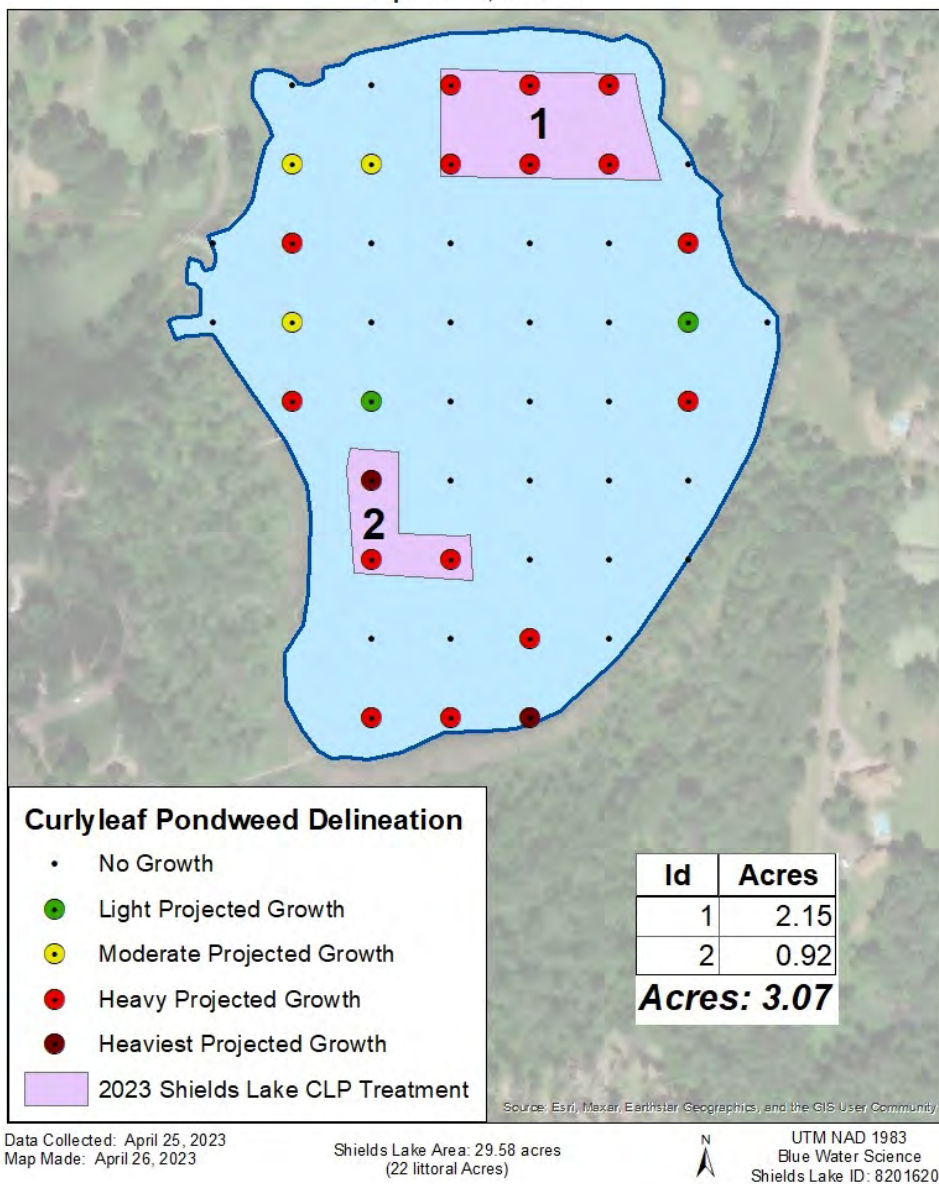 1
2
Curlyleaf Pondweed Delineation
No Growth
Light Projected Growth
Moderate Projected Growth
Heavy Projected Growth
Heaviest Projected Growth
2023 Shields Lake CLP Treatment
Id Acres
1 2.15
2 0.92
Acres: 3.07
Source: Esri, Maxar, Earthstar Geographics, and the GIS User Community
Data Collected: April 25, 2023
Map Made: April 26, 2023
Shields Lake Area: 29.58 acres
(22 littoral Acres)
N
UTM NAD 1983
Blue Water Science
Shields Lake ID: 8201620